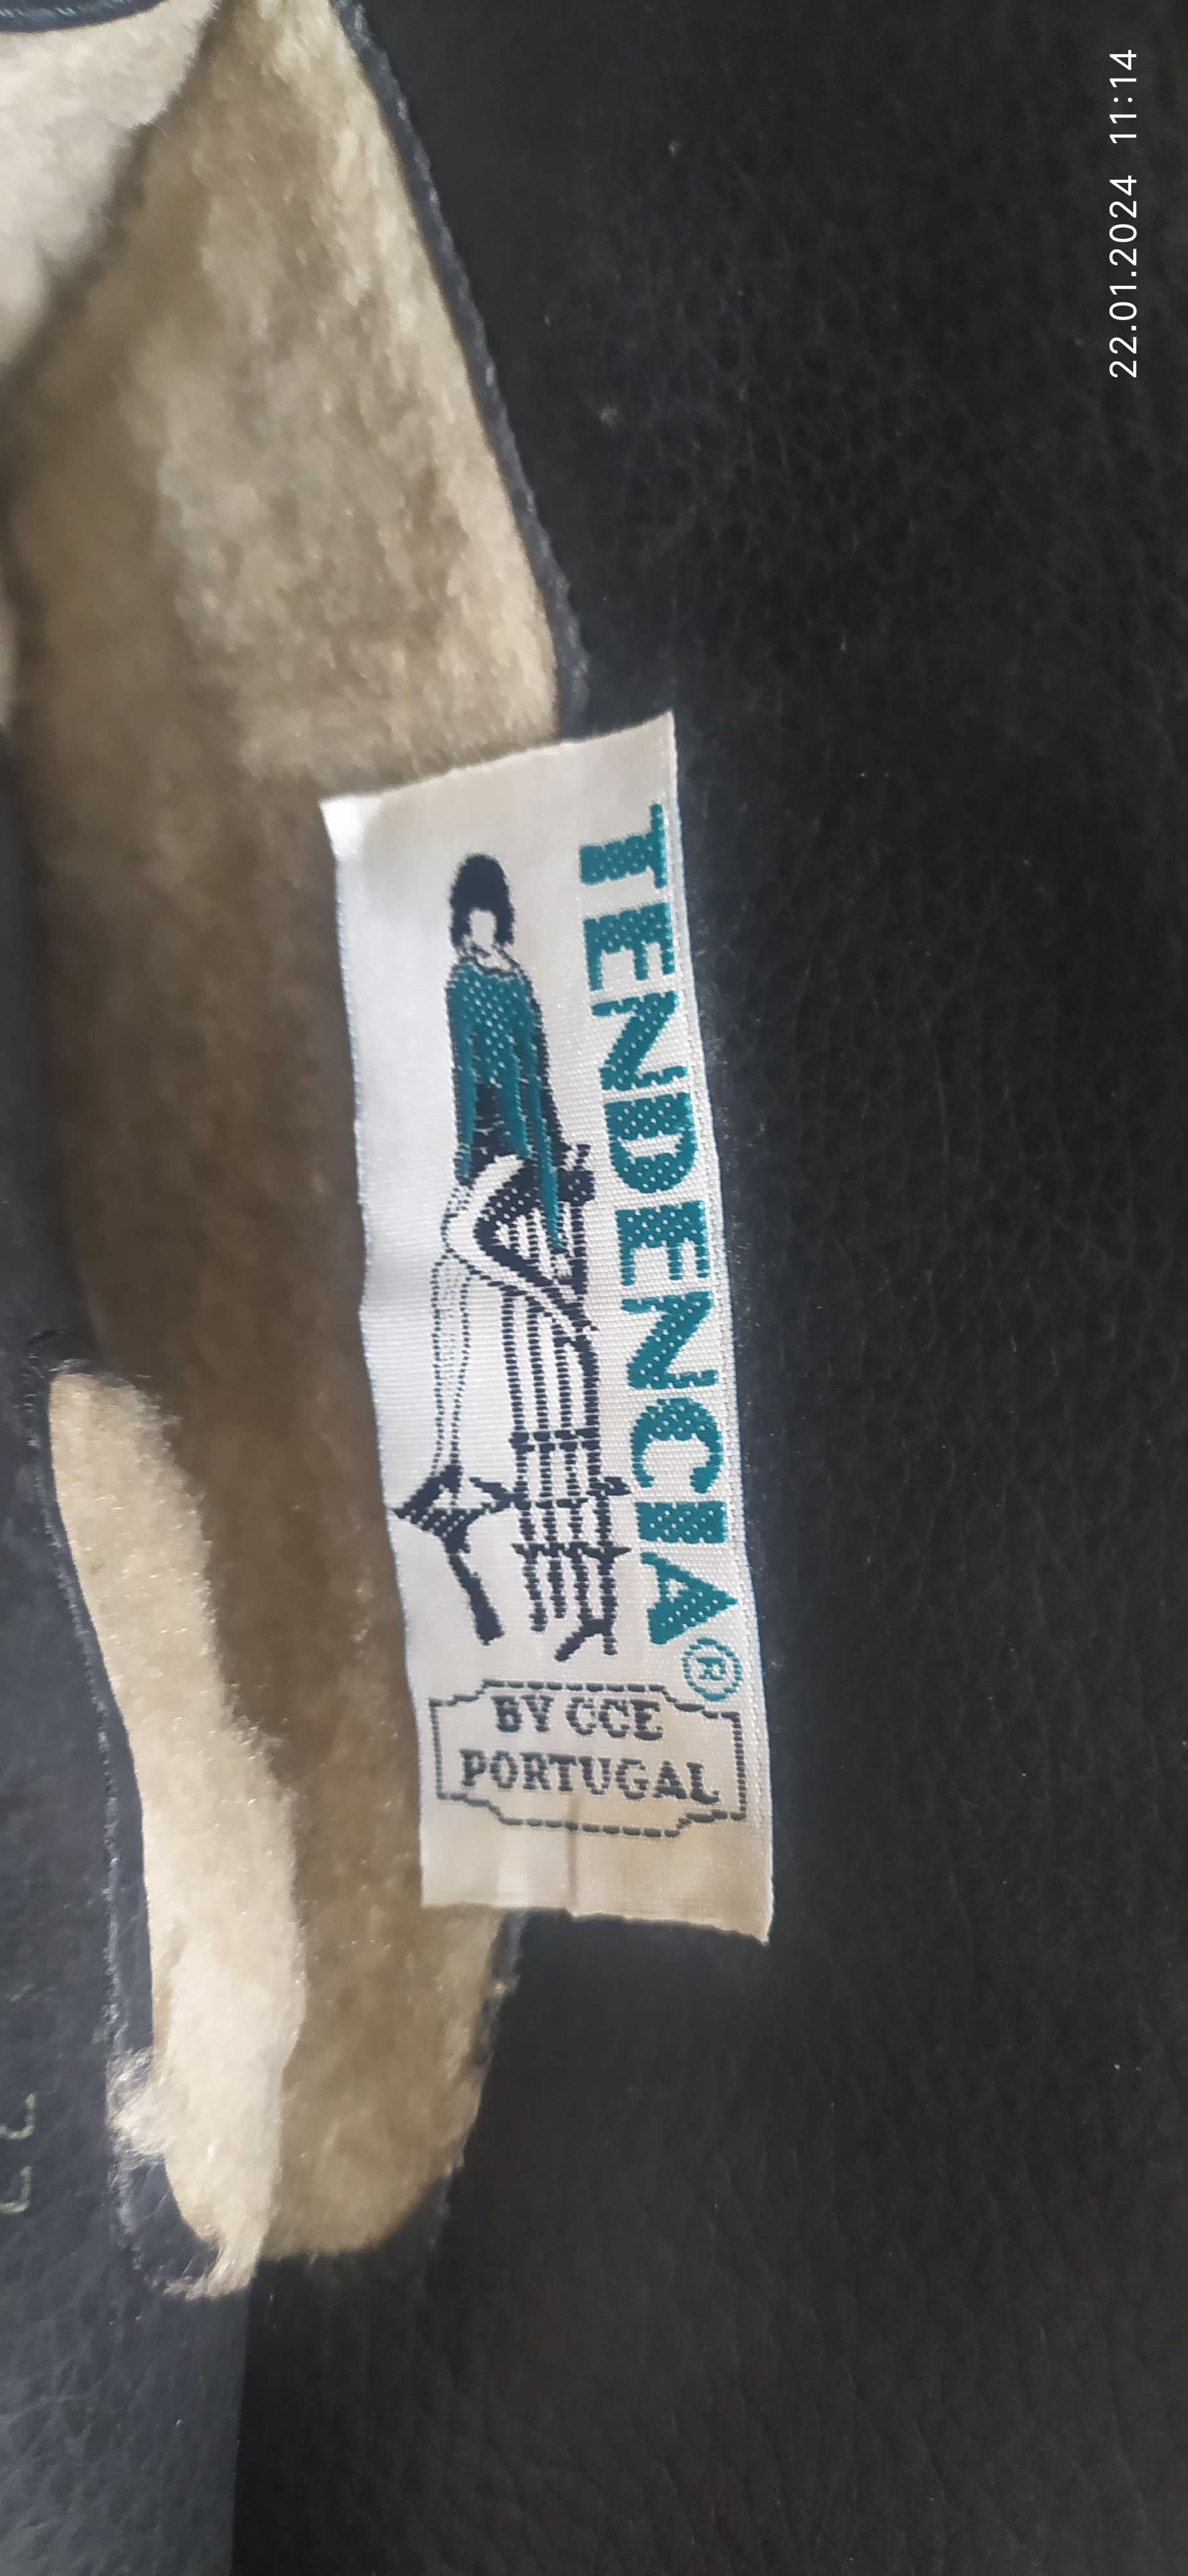 TENDENCIA®
BY CCE
PORTUGAL
22.01.2024 11:14